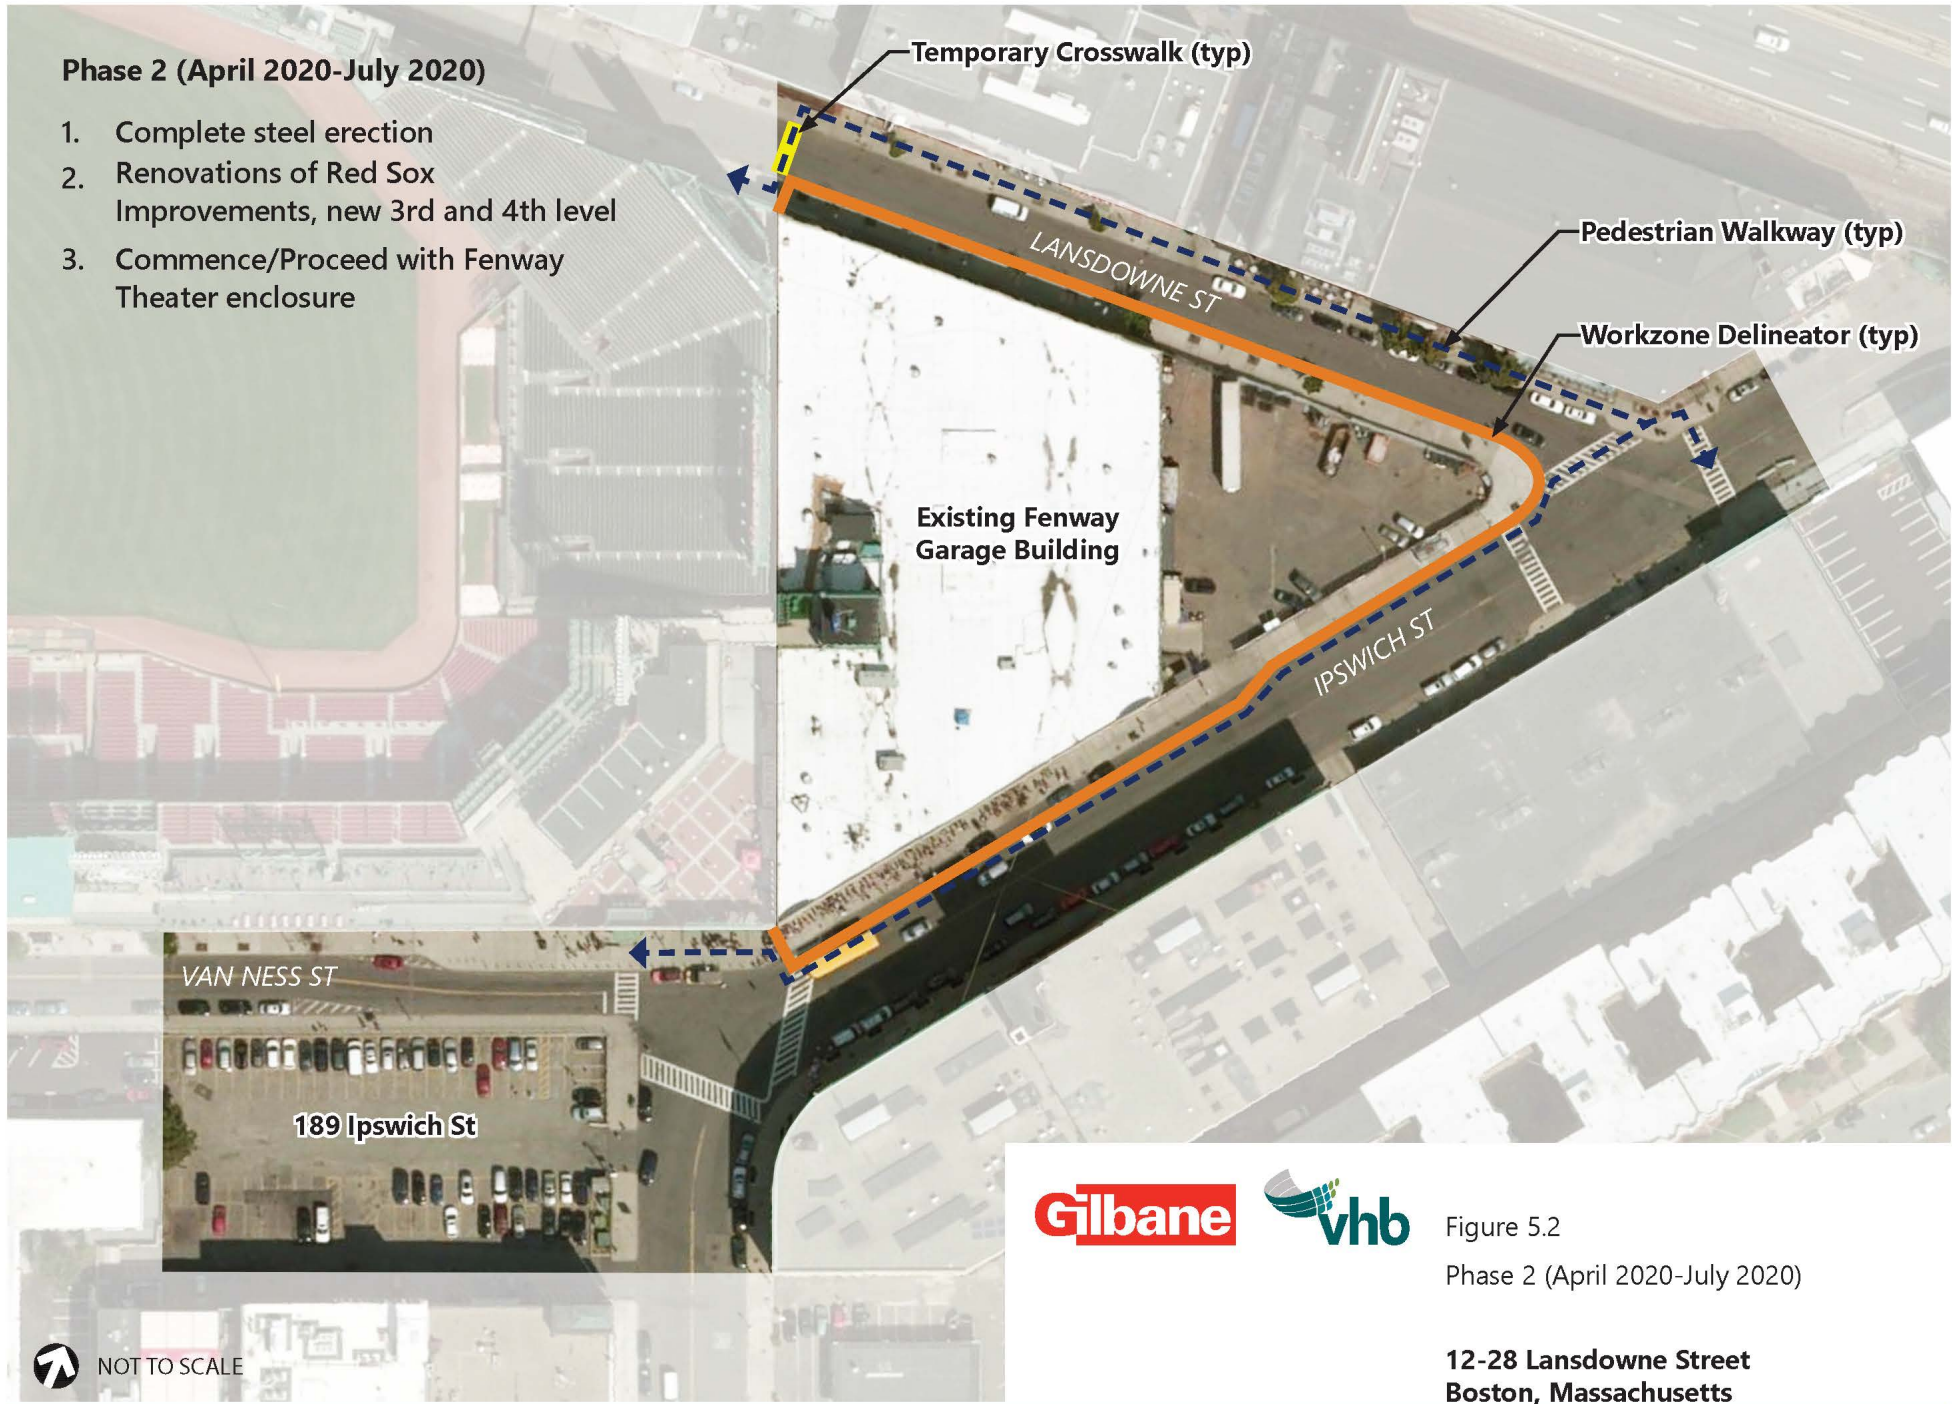 Phase 2 (April 2020-July 2020)
1. Complete steel erection
2. Renovations of Red Sox
Improvements, new 3rd and 4th level
3. Commence/Proceed with Fenway
Theater enclosure
Temporary Crosswalk (typ)
Pedestrian Walkway (typ)
Workzone Delineator (typ)
LANSDOWNE ST
Existing Fenway
Garage Building
IPSWICH ST
VAN NESS ST
189 Ipswich St
NOT TO SCALE
Gilbane
vhb
Figure 5.2
Phase 2 (April 2020-July 2020)
12-28 Lansdowne Street
Boston, Massachusetts